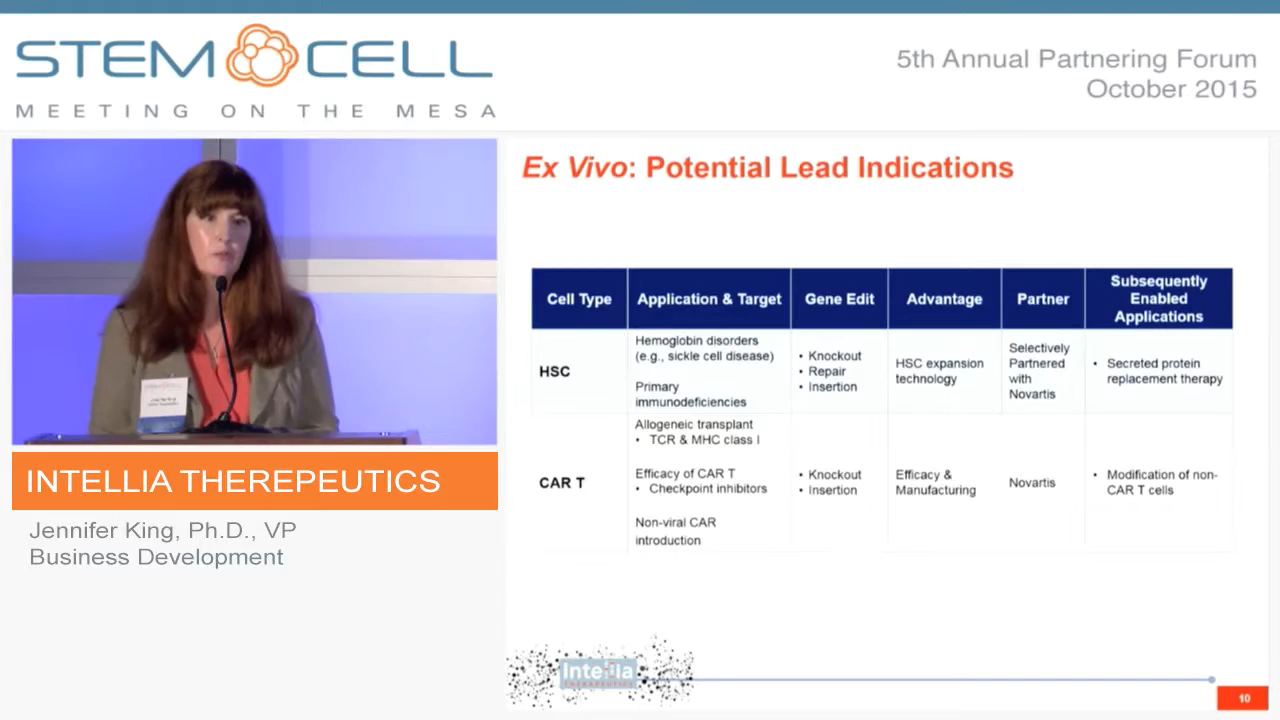 STEM CELL
MEETING ON THE MESA
5th Annual Partnering Forum
October 2015
INTELLIA THEREPEUTICS
Jennifer King, Ph.D., VP
Business Development
Ex Vivo: Potential Lead Indications
Cell Type
Application & Target
Gene Edit
Advantage
Partner
Subsequently
Enabled
Applications
HSC
Hemoglobin disorders
(e.g., sickle cell disease)
Primary
immunodeficiencies
• Knockout
• Repair
• Insertion
HSC expansion
technology
Selectively
Partnered
with
Novartis
• Secreted protein
replacement therapy
CAR T
Allogeneic transplant
• TCR & MHC class I
Efficacy of CAR T
• Checkpoint inhibitors
Non-viral CAR
introduction
• Knockout
• Insertion
Efficacy &
Manufacturing
Novartis
• Modification of non-
CAR T cells
Intellia
THERAPEUTICS
10